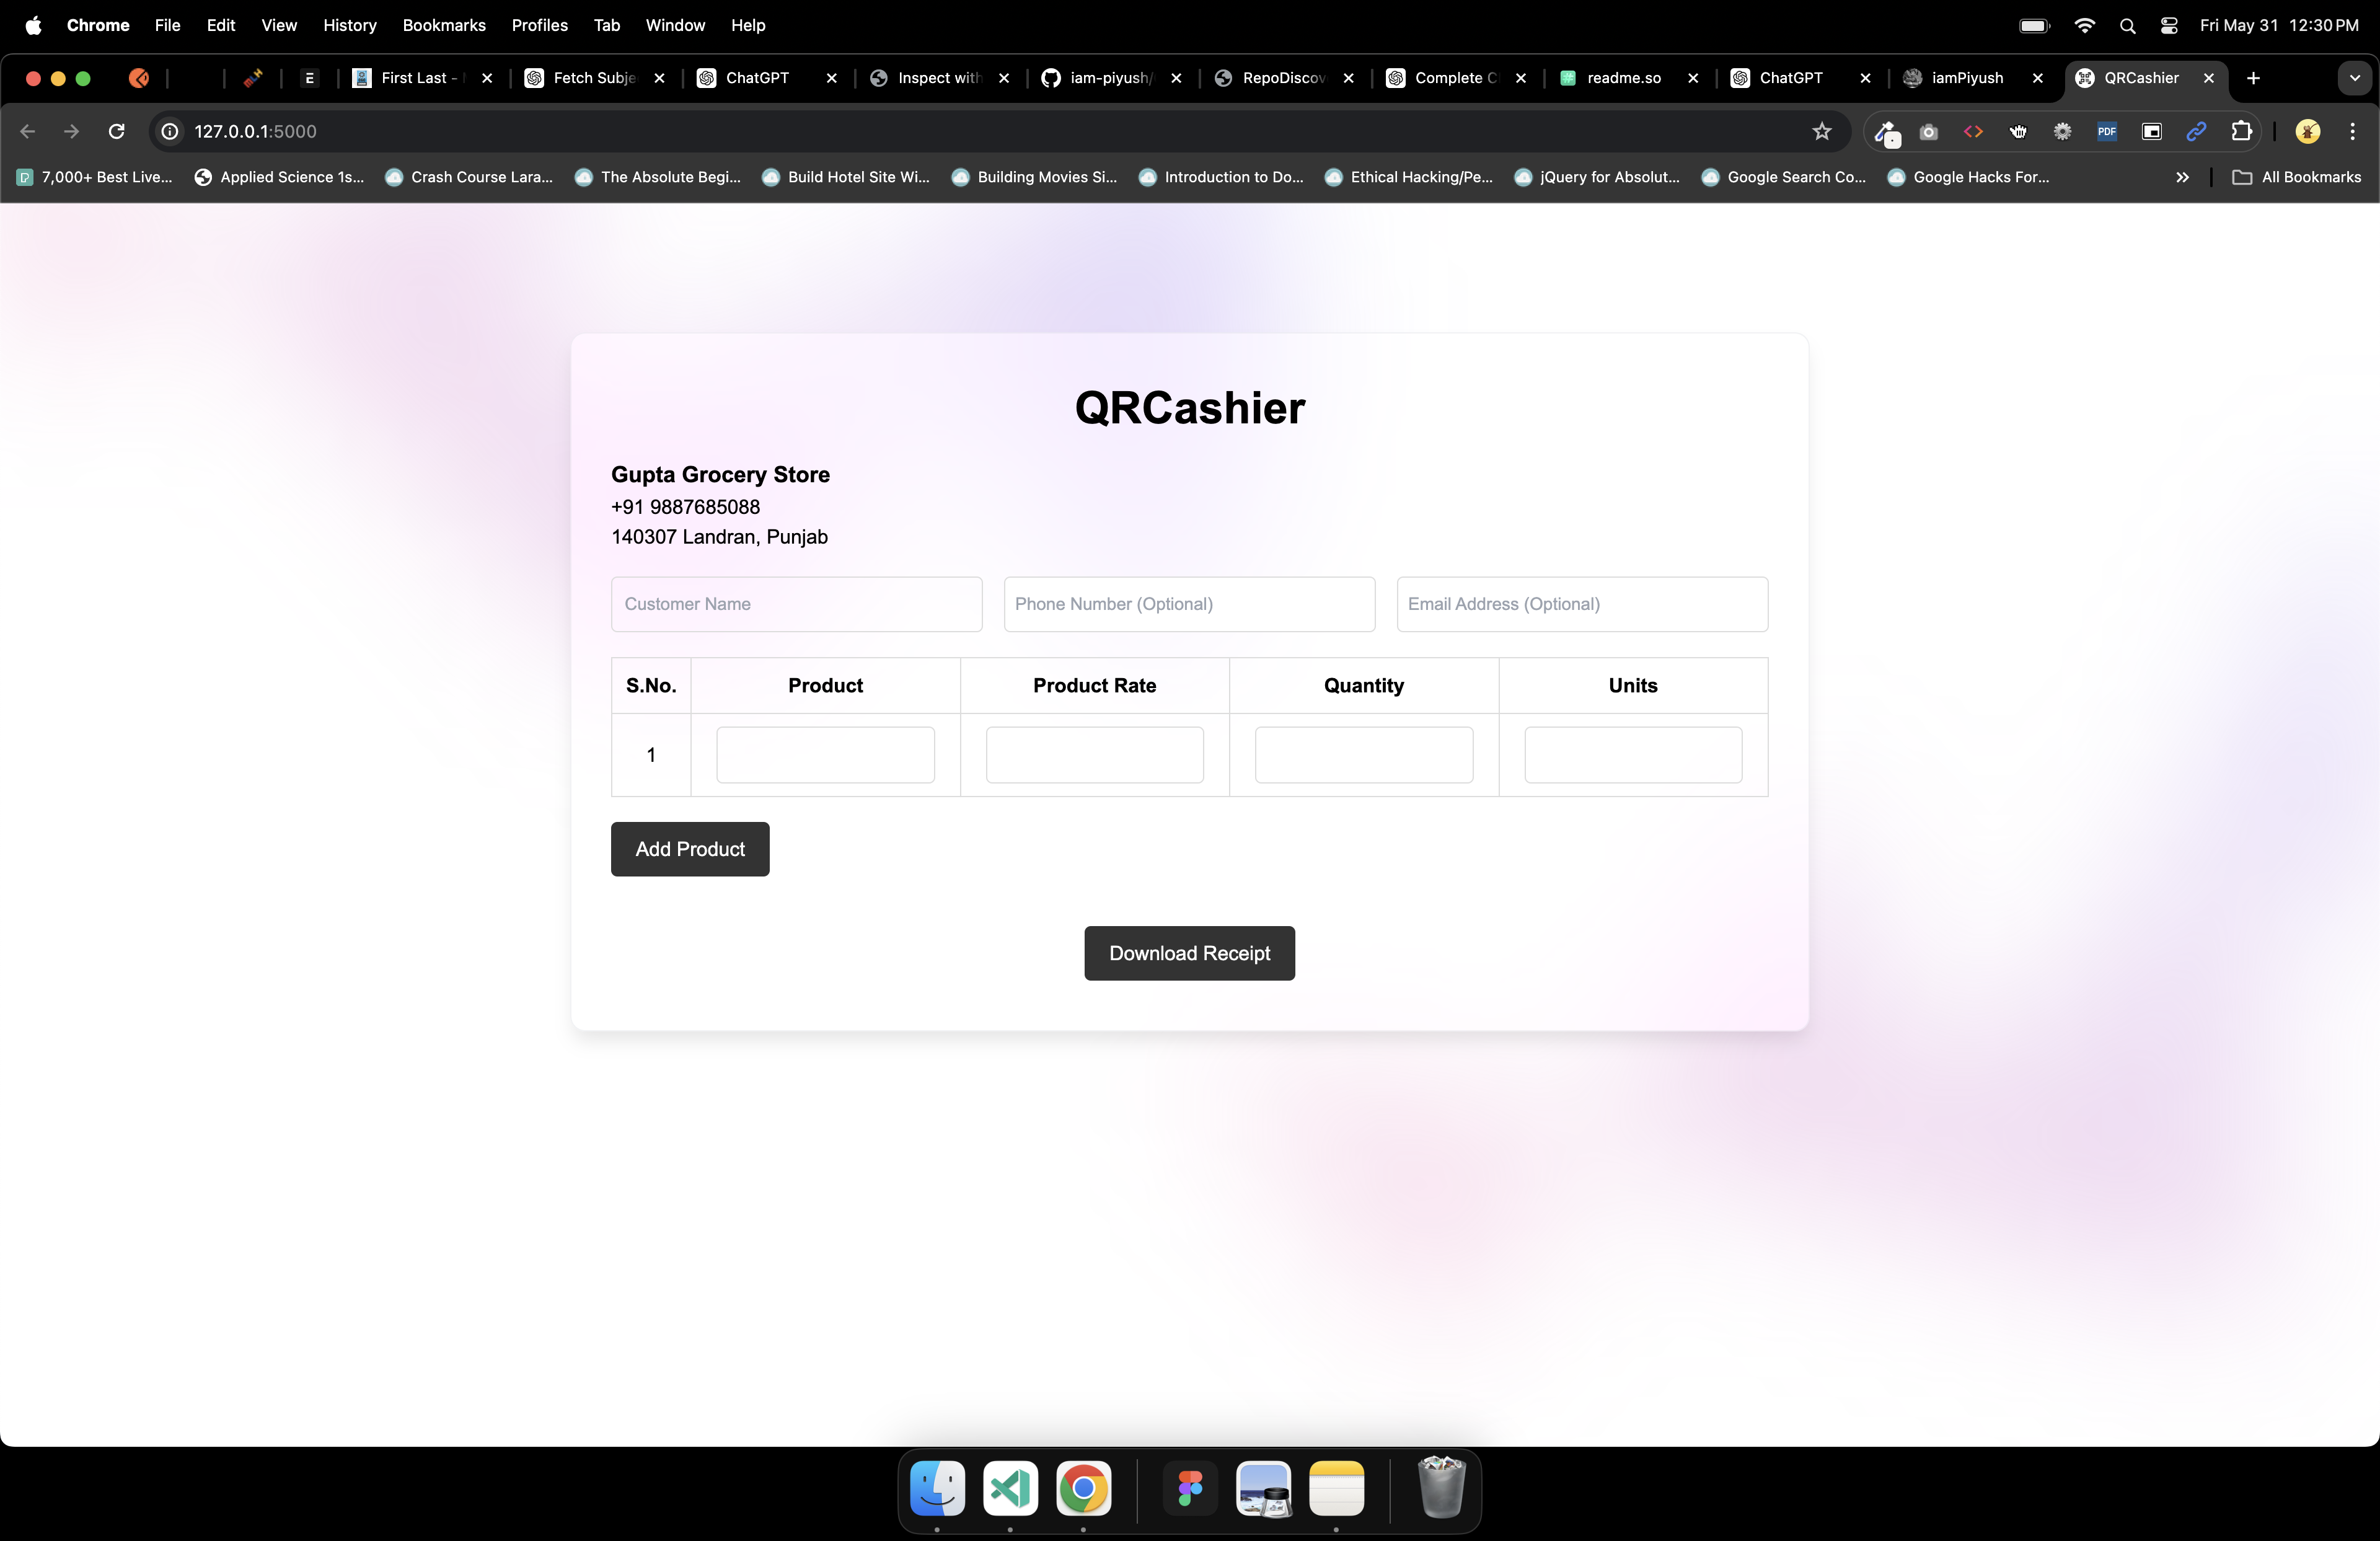 Chrome File Edit View History Bookmarks Profiles Tab Window Help Fri May 31 12:30 PM
First Last - Fetch Subje ChatGPT Inspect with iam-piyush/ RepoDiscov Complete C readme.so ChatGPT iamPiyush QRCashier
127.0.0.1:5000 PDF
7,000+ Best Live... Applied Science 1s... Crash Course Lara... The Absolute Begi... Build Hotel Site Wi... Building Movies Si... Introduction to Do... Ethical Hacking/Pe... jQuery for Absolut... Google Search Co... Google Hacks For... All Bookmarks
QRCashier
Gupta Grocery Store
+91 9887685088
140307 Landran, Punjab
Customer Name Phone Number (Optional) Email Address (Optional)
S.No. Product Product Rate Quantity Units
1
Add Product
Download Receipt